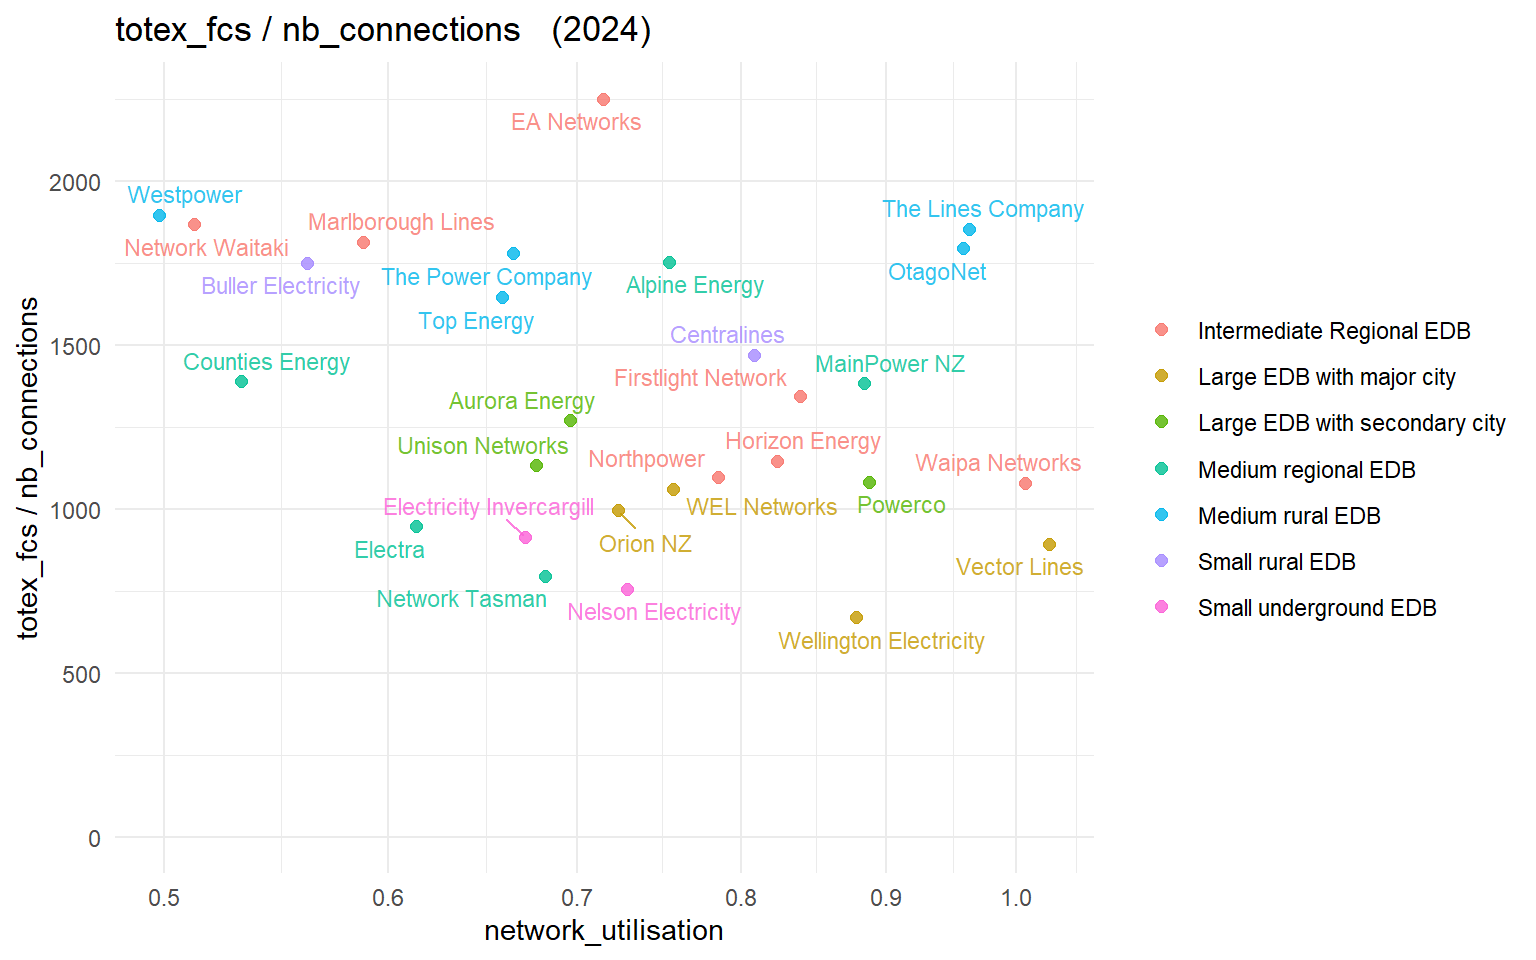 totex_fcs / nb_connections (2024)
EA Networks
2000
Westpower
The Lines Company
Marlborough Lines
Network Waitaki
OtagoNet
The Power Company
Buller Electricity
Alpine Energy
Top Energy
Centralines
1500
Counties Energy
MainPower NZ
Firstlight Network
Aurora Energy
Horizon Energy
Unison Networks
Northpower
Waipa Networks
Electricity Invercargill
WEL Networks
Powerco
1000
Orion NZ
Electra
Vector Lines
Network Tasman
Nelson Electricity
Wellington Electricity
500
0
totex_fcs / nb_connections
0.5 0.6 0.7 0.8 0.9 1.0
network_utilisation
Intermediate Regional EDB
Large EDB with major city
Large EDB with secondary city
Medium regional EDB
Medium rural EDB
Small rural EDB
Small underground EDB